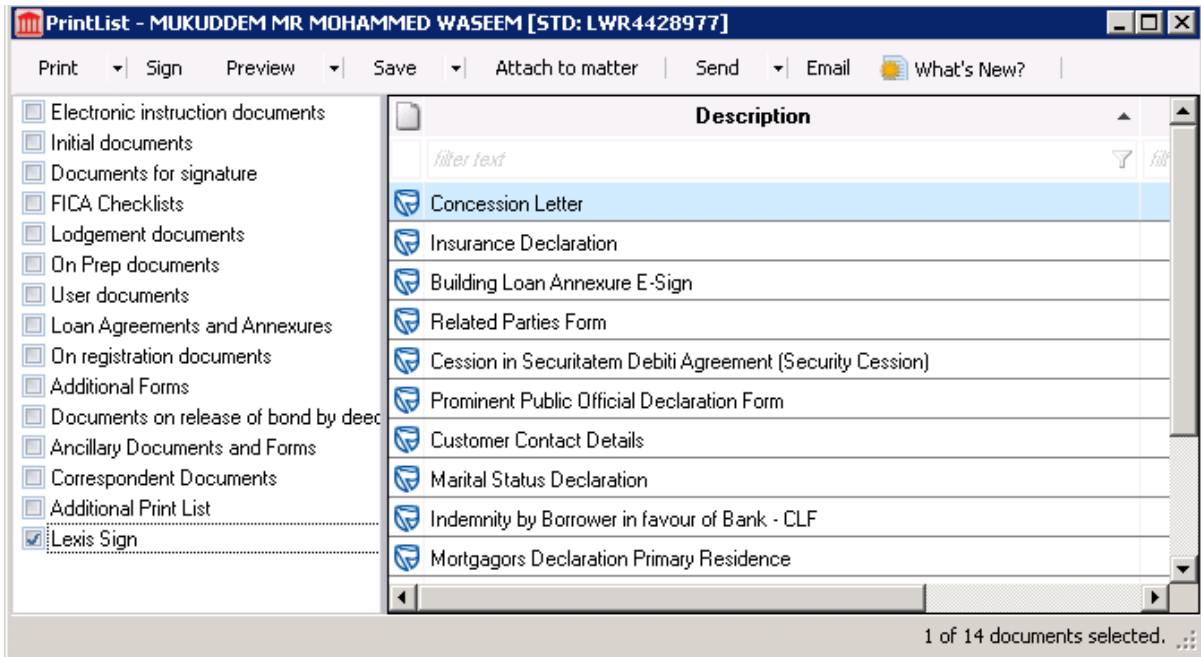 PrintList - MUKUDDEM MR MOHAMMED WASEEM [STD: LWR4428977]
Print Sign Preview Save Attach to matter Send Email What's New?
Electronic instruction documents
Initial documents
Documents for signature
FICA Checklists
Lodgement documents
On Prep documents
User documents
Loan Agreements and Annexures
On registration documents
Additional Forms
Documents on release of bond by deed
Ancillary Documents and Forms
Correspondent Documents
Additional Print List
Lexis Sign
Description
filter text filt
Concession Letter
Insurance Declaration
Building Loan Annexure E-Sign
Related Parties Form
Cession in Securitatem Debiti Agreement (Security Cession)
Prominent Public Official Declaration Form
Customer Contact Details
Marital Status Declaration
Indemnity by Borrower in favour of Bank - CLF
Mortgagors Declaration Primary Residence
1 of 14 documents selected.